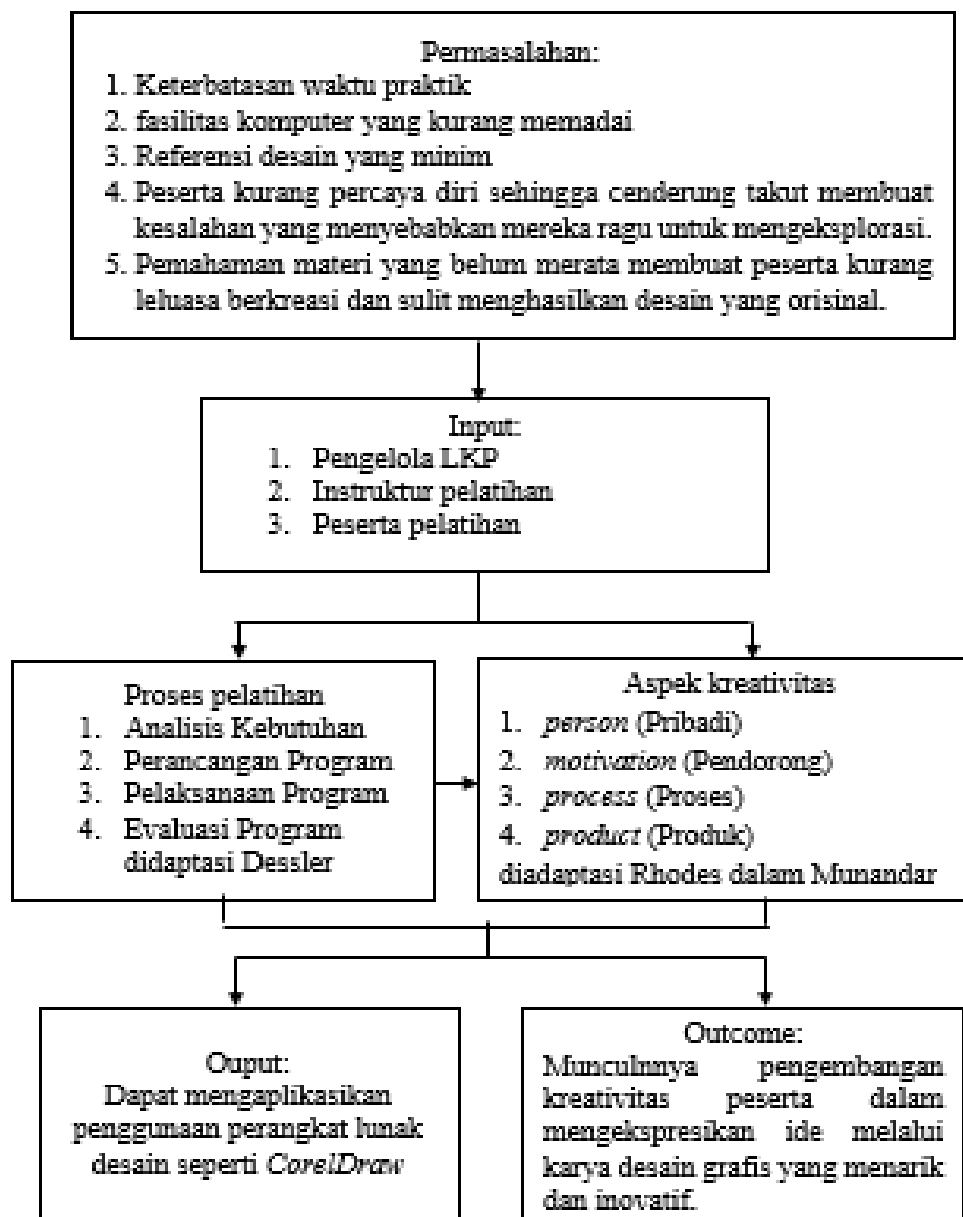 Permasalahan:
1. Keterbatasan waktu praktik
2. fasilitas komputer yang kurang memadai
3. Referensi desain yang minim
4. Peserta kurang percaya diri sehingga cenderung takut membuat
kesalahan yang menyebabkan mereka ragu untuk mengeksplorasi.
5. Pemahaman materi yang belum merata membuat peserta kurang
leluasa berkreasi dan sulit menghasilkan desain yang orisinal.
Input:
1. Pengelola LKP
2. Instruktur pelatihan
3. Peserta pelatihan
Proses pelatihan
1. Analisis Kebutuhan
2. Perancangan Program
3. Pelaksanaan Program
4. Evaluasi Program
didaptasi Dessler
Aspek kreativitas
1. person (Pribadi)
2. motivation (Pendorong)
3. process (Proses)
4. product (Produk)
diadaptasi Rhodes dalam Munandar
Ouput:
Dapat mengaplikasikan
penggunaan perangkat lunak
desain seperti CorelDraw
Outcome:
Munculnnya pengembangan
kreativitas peserta dalam
mengekspresikan ide melalui
karya desain grafis yang menarik
dan inovatif.